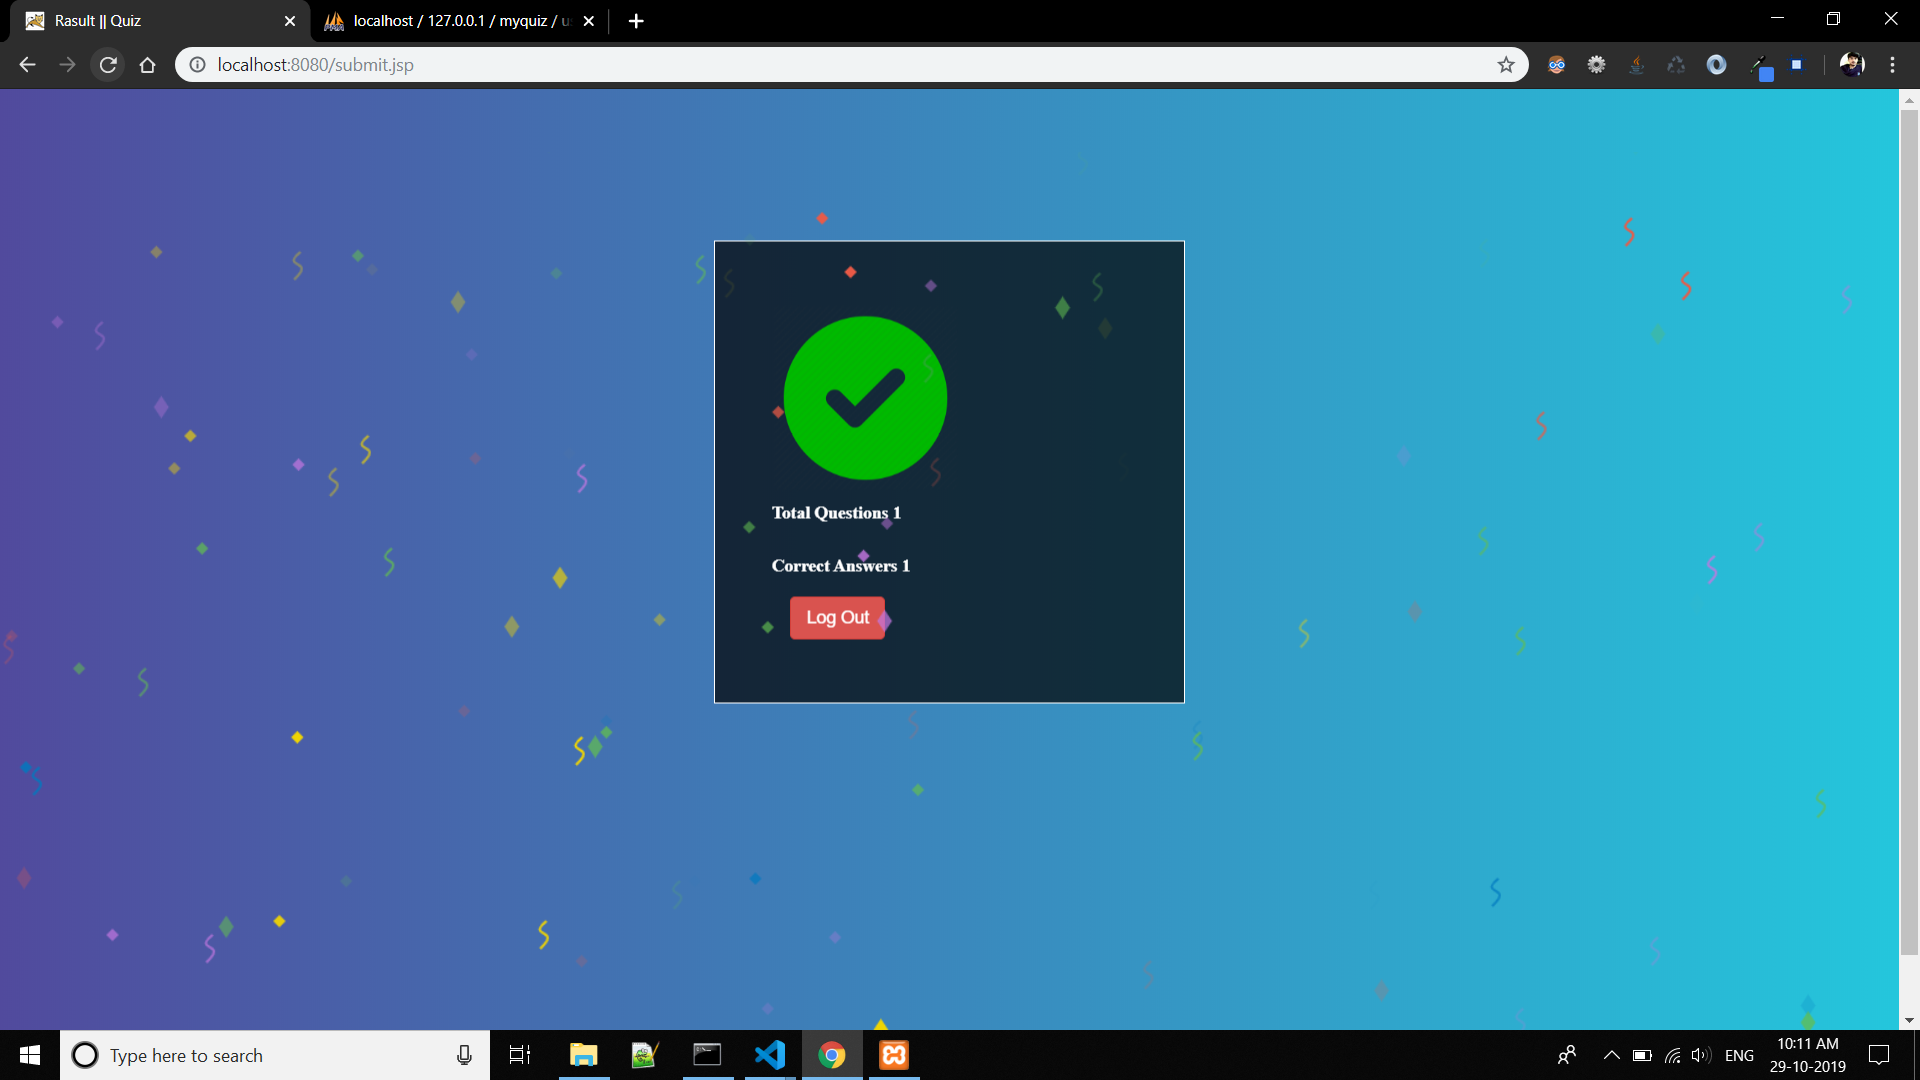 Rasult || Quiz
localhost / 127.0.0.1 / myquiz / u
localhost:8080/submit.jsp
Total Questions 1
Correct Answers 1
Log Out
Type here to search
ENG
10:11 AM
29-10-2019